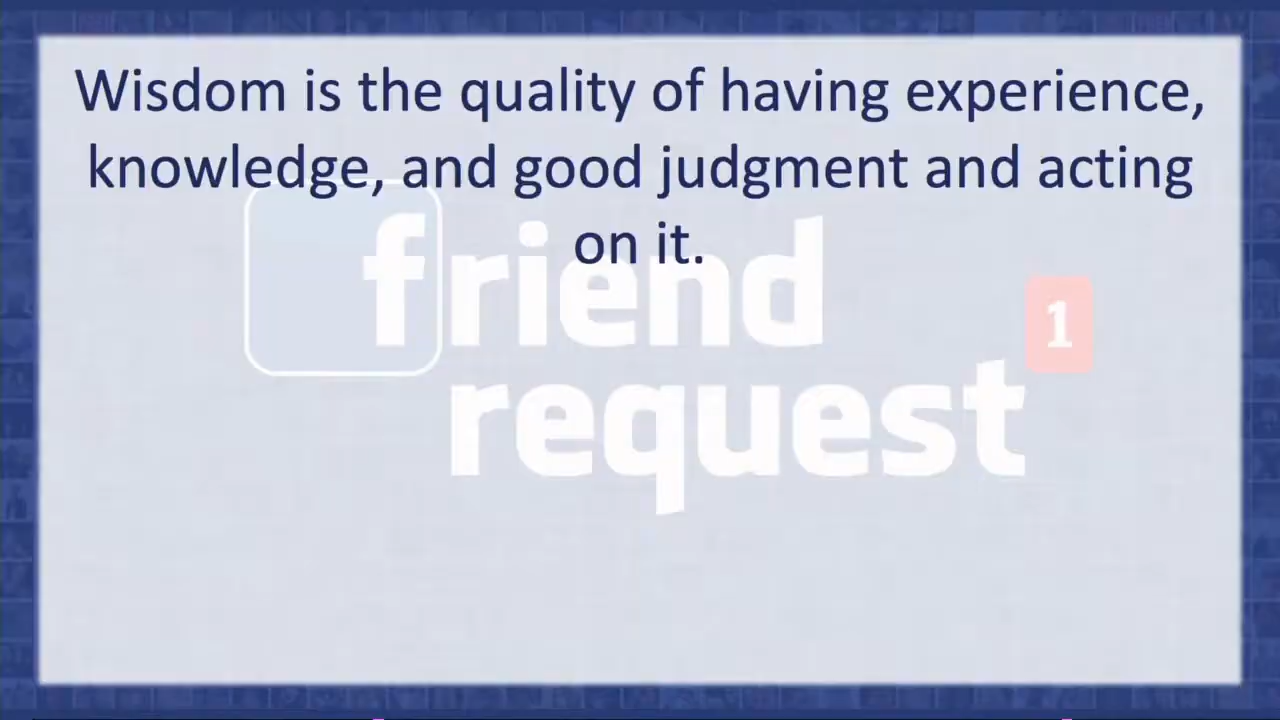 Wisdom is the quality of having experience,
knowledge, and good judgment and acting
on it.
friend
request
1